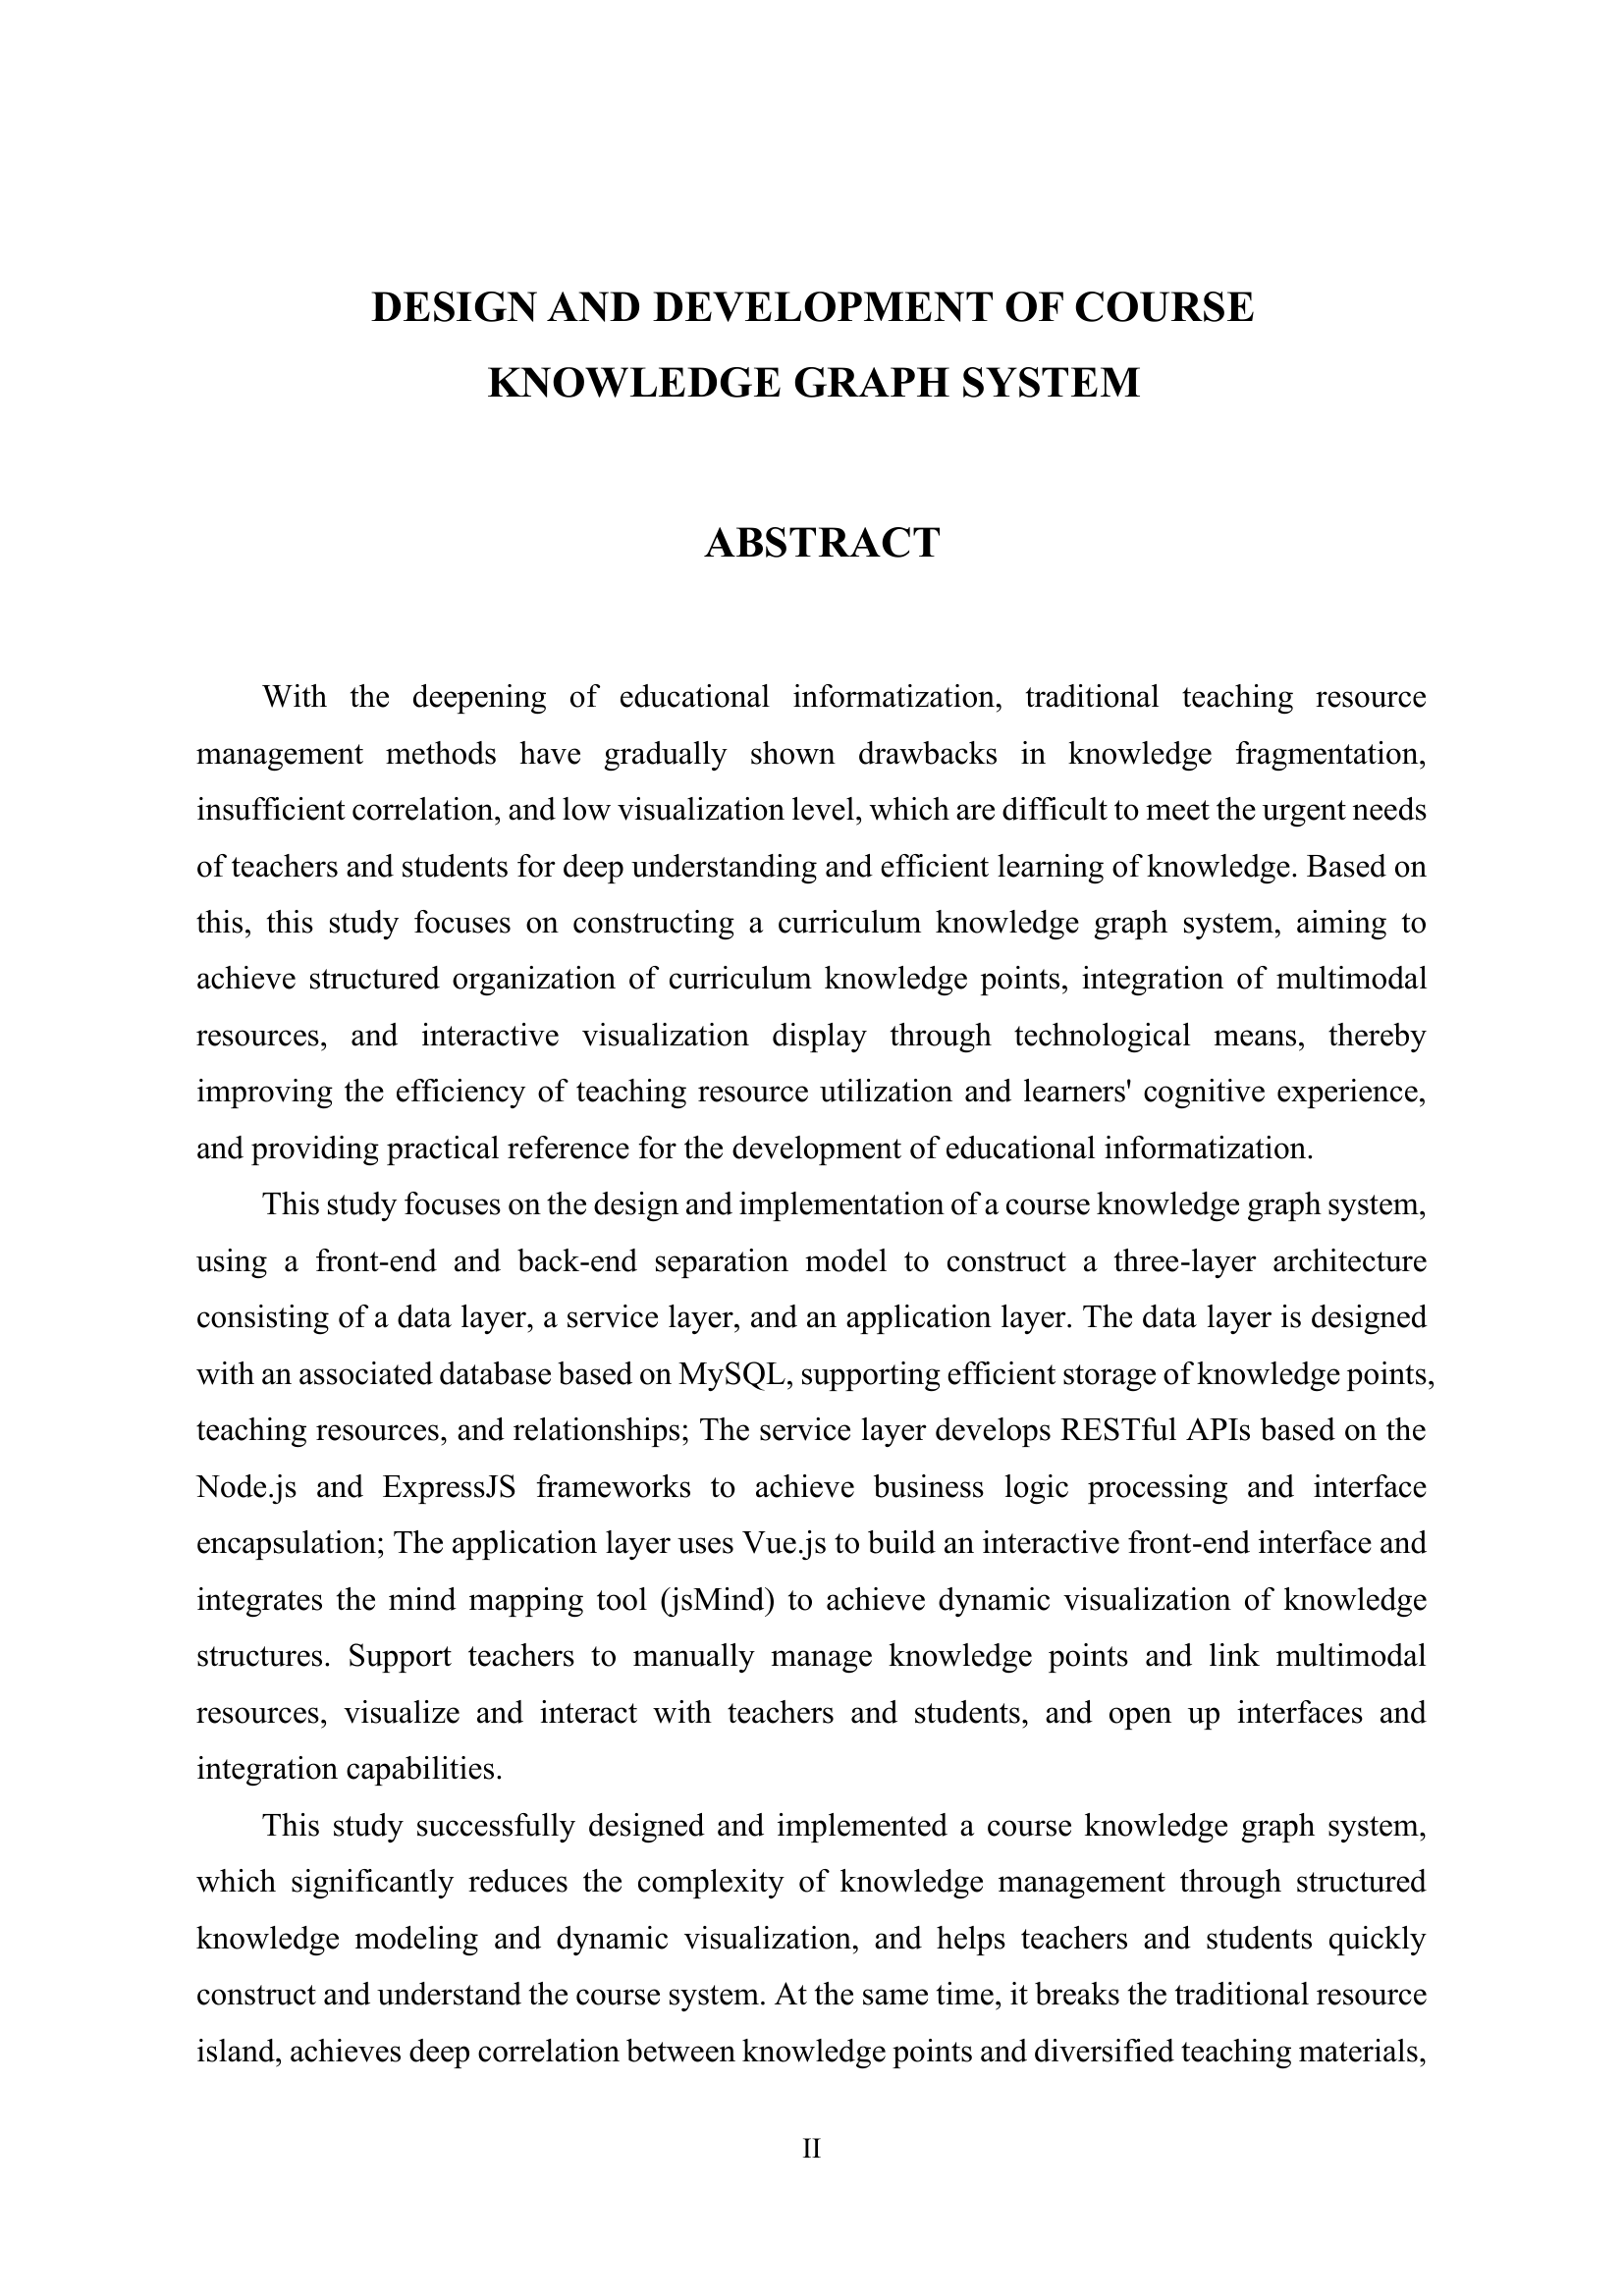 DESIGN AND DEVELOPMENT OF COURSE
KNOWLEDGE GRAPH SYSTEM
ABSTRACT
With the deepening of educational informatization, traditional teaching resource
management methods have gradually shown drawbacks in knowledge fragmentation,
insufficient correlation, and low visualization level, which are difficult to meet the urgent needs
of teachers and students for deep understanding and efficient learning of knowledge. Based on
this, this study focuses on constructing a curriculum knowledge graph system, aiming to
achieve structured organization of curriculum knowledge points, integration of multimodal
resources, and interactive visualization display through technological means, thereby
improving the efficiency of teaching resource utilization and learners' cognitive experience,
and providing practical reference for the development of educational informatization.
This study focuses on the design and implementation of a course knowledge graph system,
using a front-end and back-end separation model to construct a three-layer architecture
consisting of a data layer, a service layer, and an application layer. The data layer is designed
with an associated database based on MySQL, supporting efficient storage of knowledge points,
teaching resources, and relationships; The service layer develops RESTful APIs based on the
Node.js and ExpressJS frameworks to achieve business logic processing and interface
encapsulation; The application layer uses Vue.js to build an interactive front-end interface and
integrates the mind mapping tool (jsMind) to achieve dynamic visualization of knowledge
structures. Support teachers to manually manage knowledge points and link multimodal
resources, visualize and interact with teachers and students, and open up interfaces and
integration capabilities.
This study successfully designed and implemented a course knowledge graph system,
which significantly reduces the complexity of knowledge management through structured
knowledge modeling and dynamic visualization, and helps teachers and students quickly
construct and understand the course system. At the same time, it breaks the traditional resource
island, achieves deep correlation between knowledge points and diversified teaching materials,
II